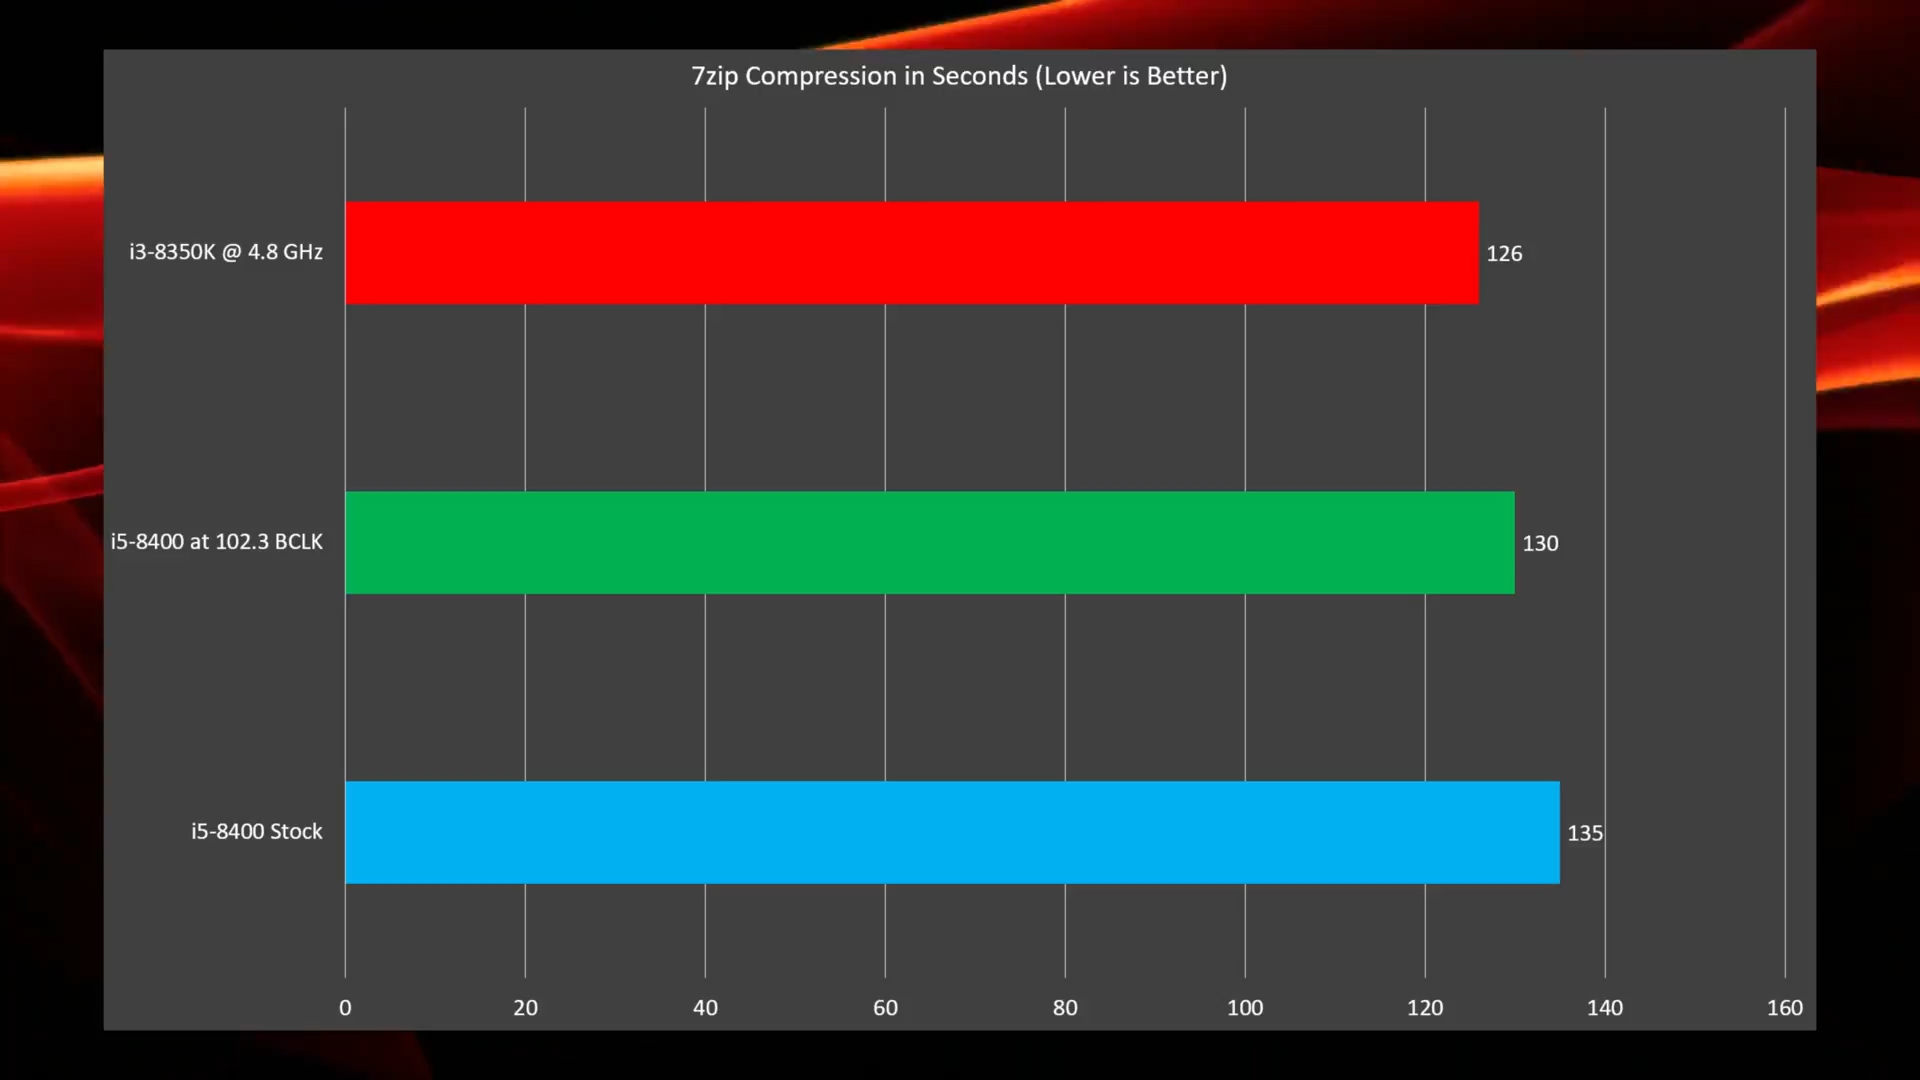 7zip Compression in Seconds (Lower is Better)
i3-8350K @ 4.8 GHz
126
i5-8400 at 102.3 BCLK
130
i5-8400 Stock
135
0 20 40 60 80 100 120 140 160